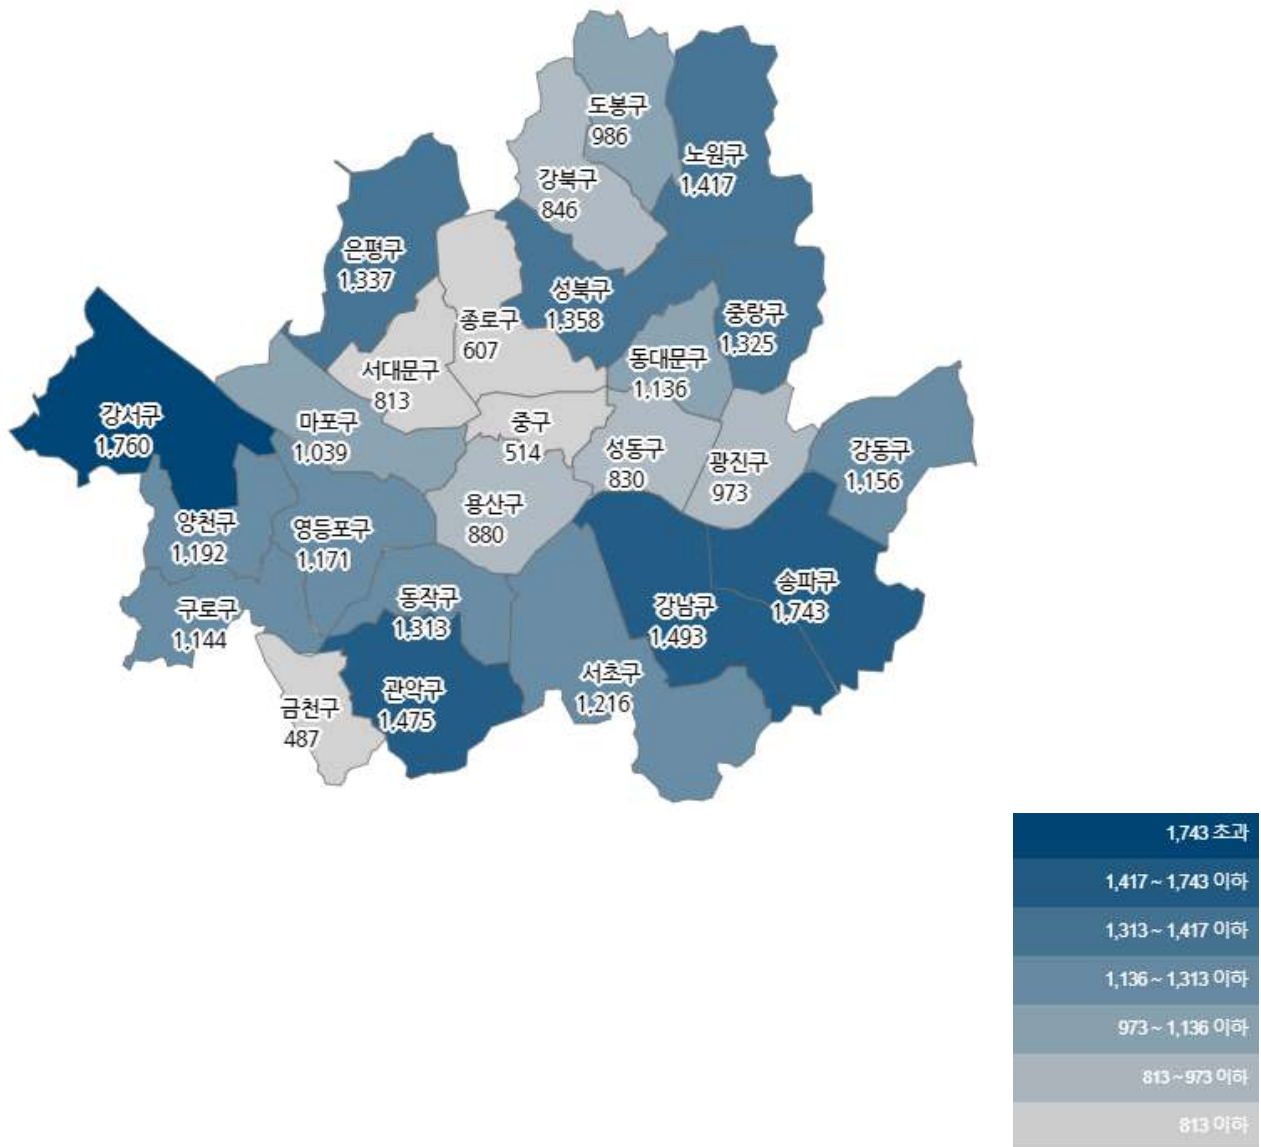 도봉구
986
노원구
1,417
강북구
846
은평구
1,337
성북구
1,358
중랑구
1,325
종로구
607
동대문구
1,136
서대문구
813
강서구
1,760
마포구
1,039
중구
514
성동구
830
광진구
973
강동구
1,156
용산구
880
양천구
1,192
영등포구
1,171
구로구
1,144
동작구
1,313
강남구
1,493
송파구
1,743
서초구
1,216
관악구
1,475
금천구
487
1,743 초과
1,417 ~ 1,743 이하
1,313 ~ 1,417 이하
1,136 ~ 1,313 이하
973 ~ 1,136 이하
813 ~ 973 이하
813 이하